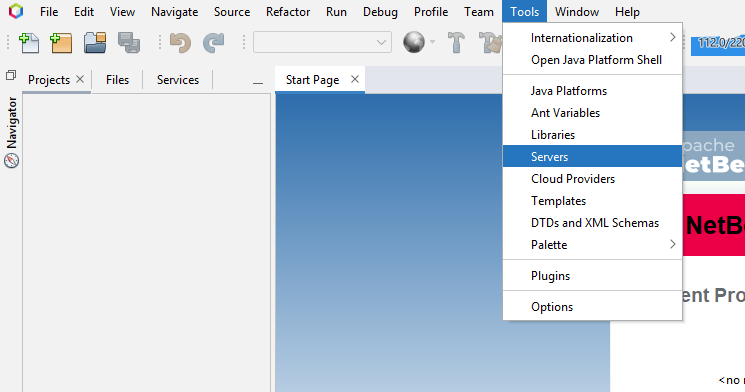 File Edit View Navigate Source Refactor Run Debug Profile Team Tools Window Help
Internationalization
Open Java Platform Shell
Java Platforms
Ant Variables
Libraries
Servers
Cloud Providers
Templates
DTDs and XML Schemas
Palette
Plugins
Options
112.0/220
Projects Files Services
Start Page
Navigator
pache
etBe
NetB
ent Pro
<no r